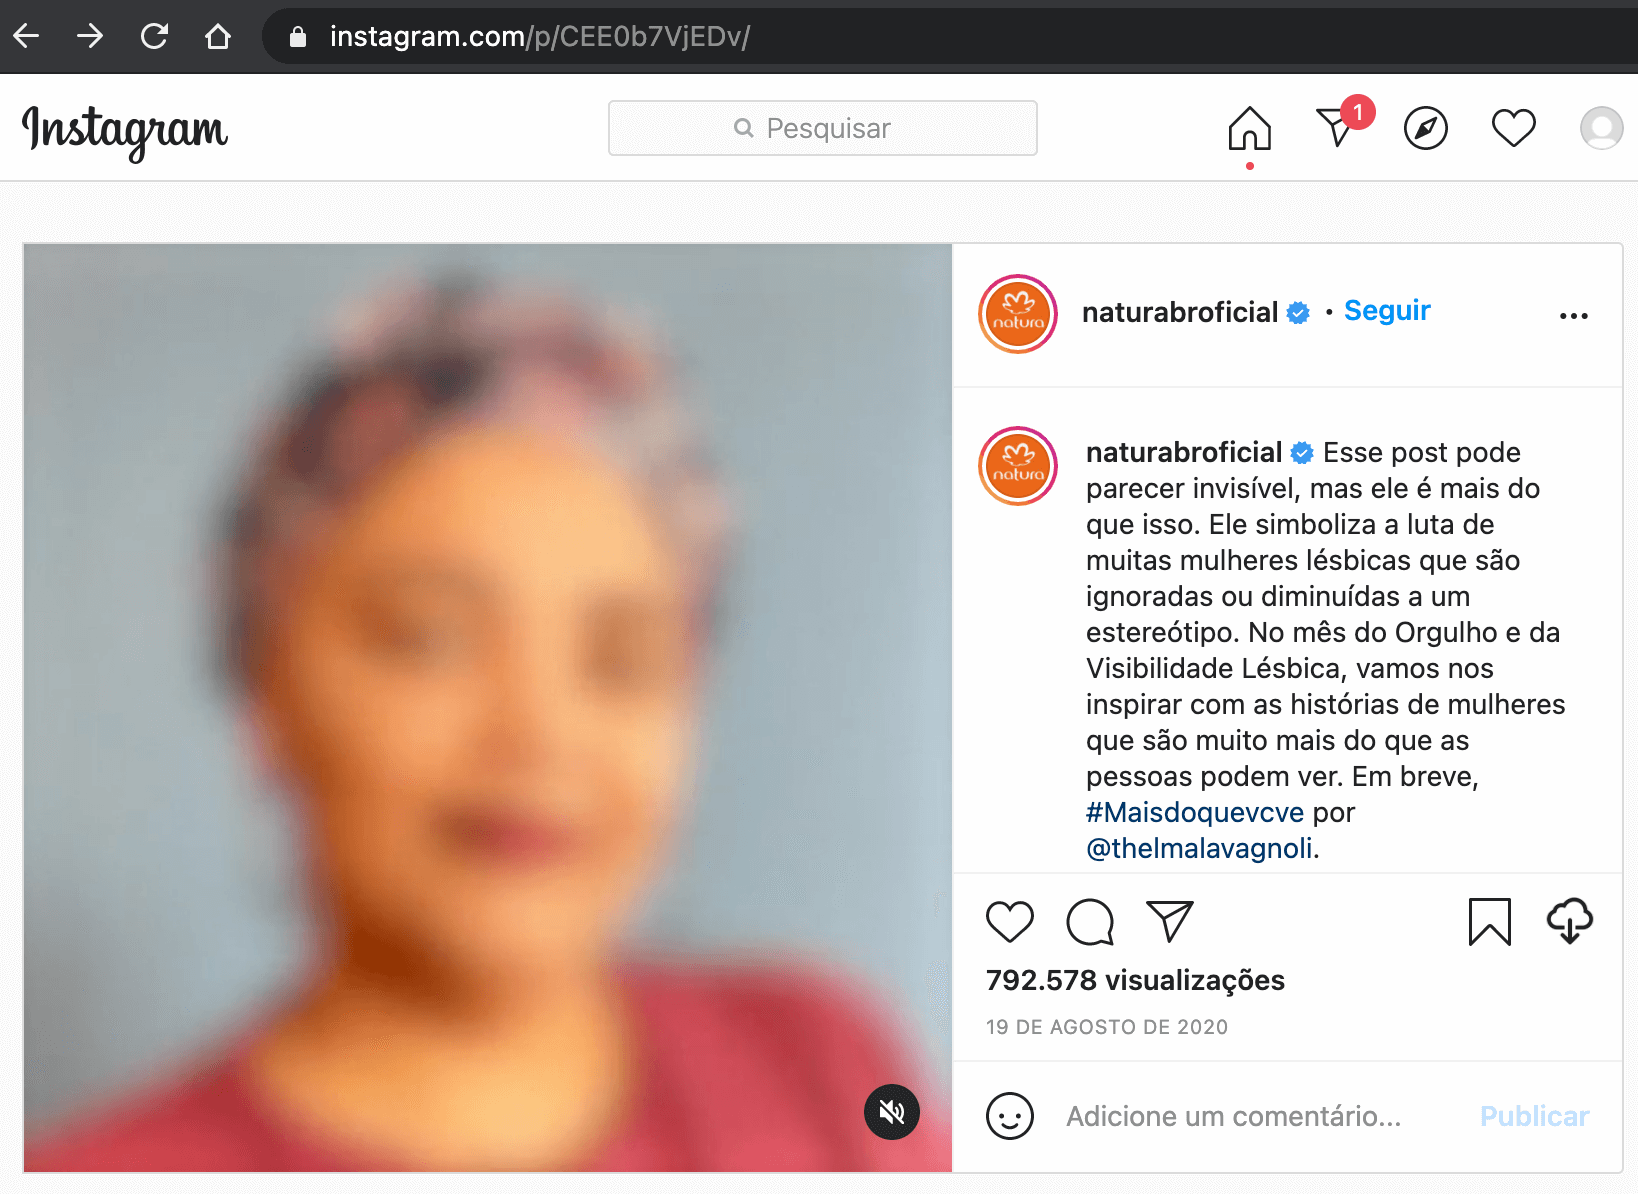 instagram.com/p/CEE0b7VjEDv/
Instagram
Pesquisar
1
natura
naturabroficial • Seguir
natura
naturabroficial Esse post pode
parecer invisível, mas ele é mais do
que isso. Ele simboliza a luta de
muitas mulheres lésbicas que são
ignoradas ou diminuídas a um
estereótipo. No mês do Orgulho e da
Visibilidade Lésbica, vamos nos
inspirar com as histórias de mulheres
que são muito mais do que as
pessoas podem ver. Em breve,
#Maisdoquevcve por
@thelmalavagnoli.
792.578 visualizações
19 DE AGOSTO DE 2020
Adicione um comentário...
Publicar